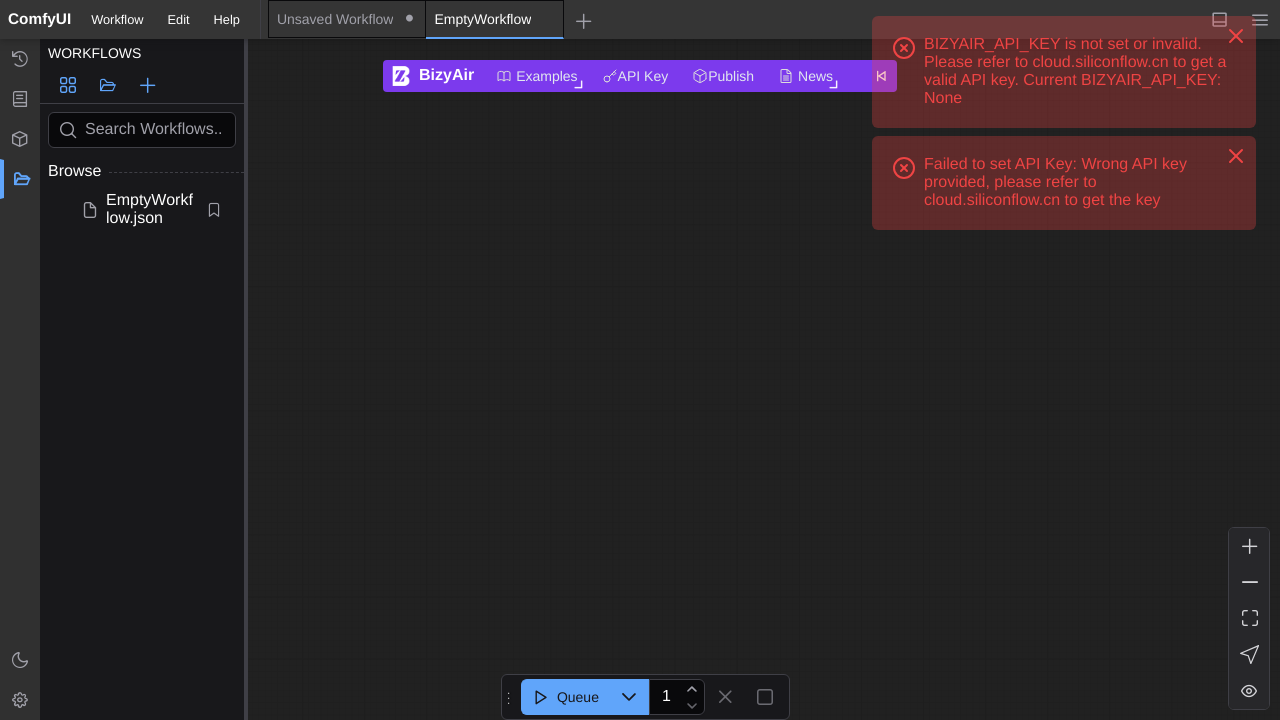 ComfyUI
Workflow
Edit
Help
Unsaved Workflow
EmptyWorkflow
WORKFLOWS
Search Workflows..
Browse
EmptyWorkf
low.json
BizyAir
Examples
API Key
Publish
News
BIZYAIR_API_KEY is not set or invalid.
Please refer to cloud.siliconflow.cn to get a
valid API key. Current BIZYAIR_API_KEY:
None
Failed to set API Key: Wrong API key
provided, please refer to
cloud.siliconflow.cn to get the key
Queue
1